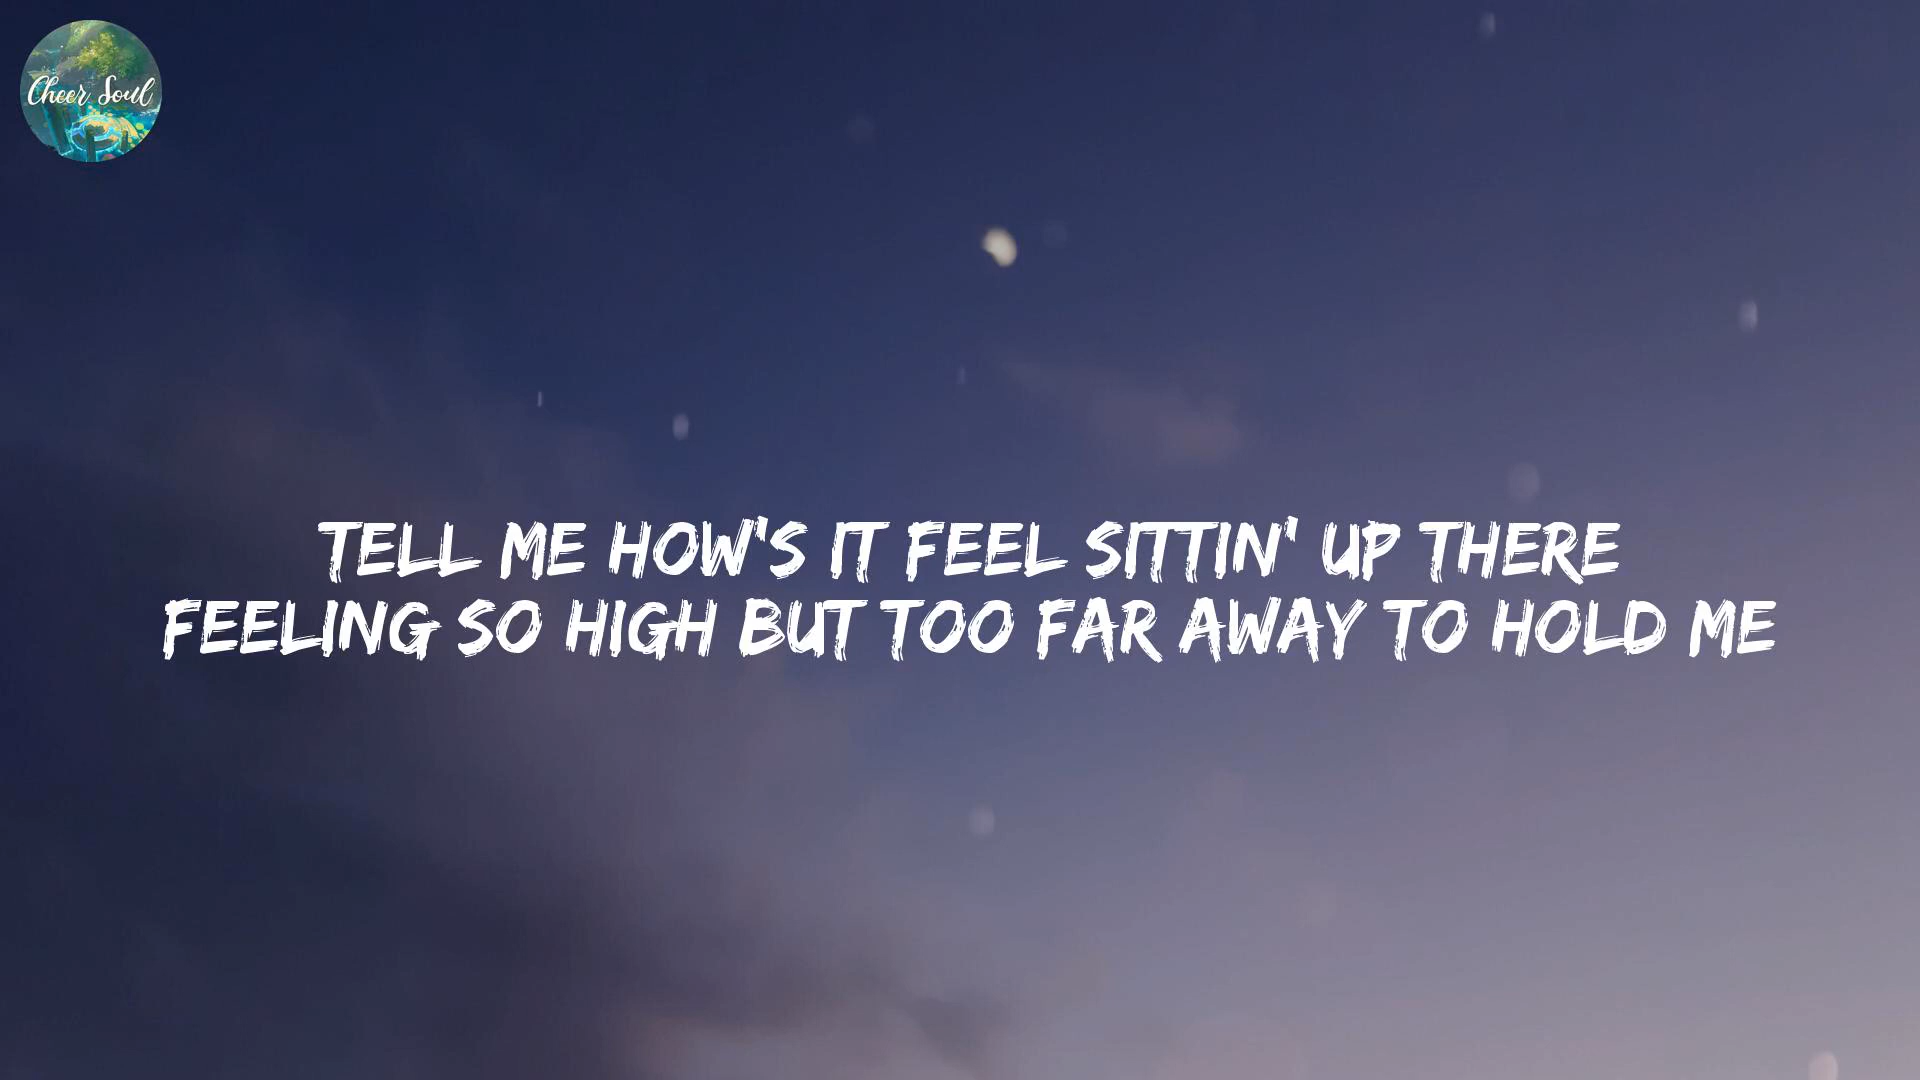 Cheer Soul
TELL ME HOW'S IT FEEL SITTIN' UP THERE
FEELING SO HIGH BUT TOO FAR AWAY TO HOLD ME